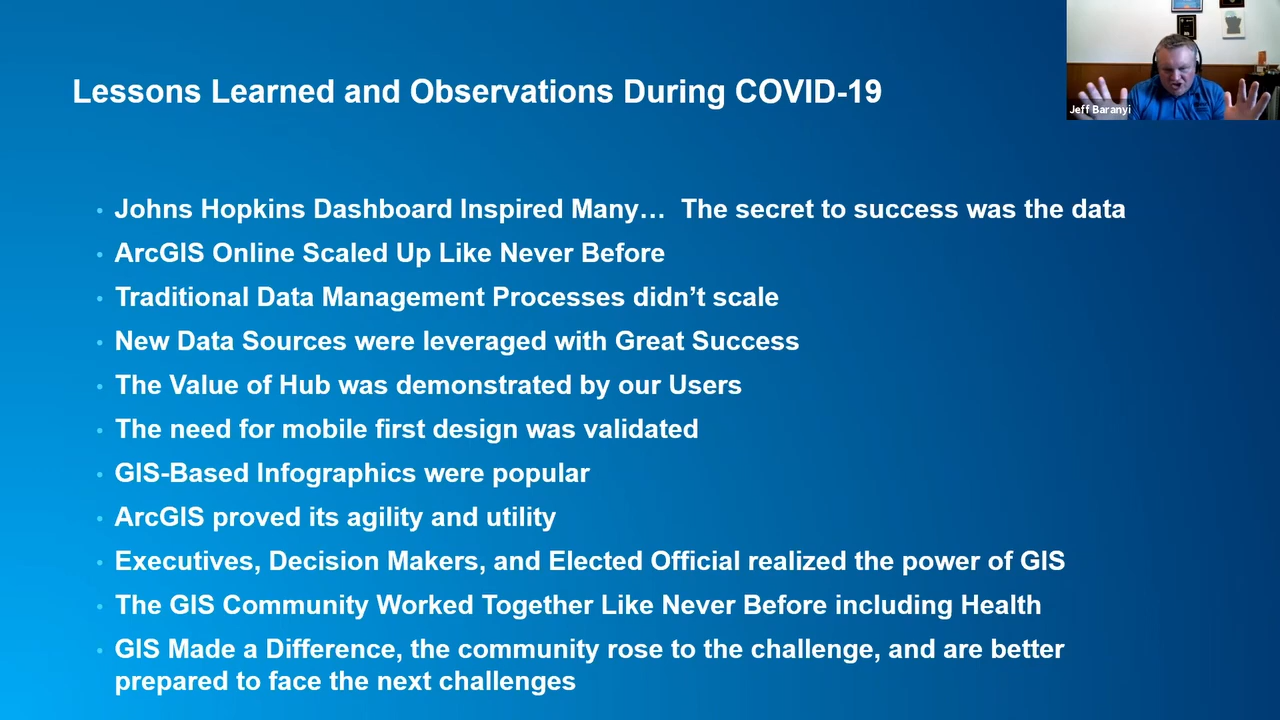 Lessons Learned and Observations During COVID-19
Jeff Baranyi
Johns Hopkins Dashboard Inspired Many… The secret to success was the data
ArcGIS Online Scaled Up Like Never Before
Traditional Data Management Processes didn’t scale
New Data Sources were leveraged with Great Success
The Value of Hub was demonstrated by our Users
The need for mobile first design was validated
GIS-Based Infographics were popular
ArcGIS proved its agility and utility
Executives, Decision Makers, and Elected Official realized the power of GIS
The GIS Community Worked Together Like Never Before including Health
GIS Made a Difference, the community rose to the challenge, and are better
prepared to face the next challenges